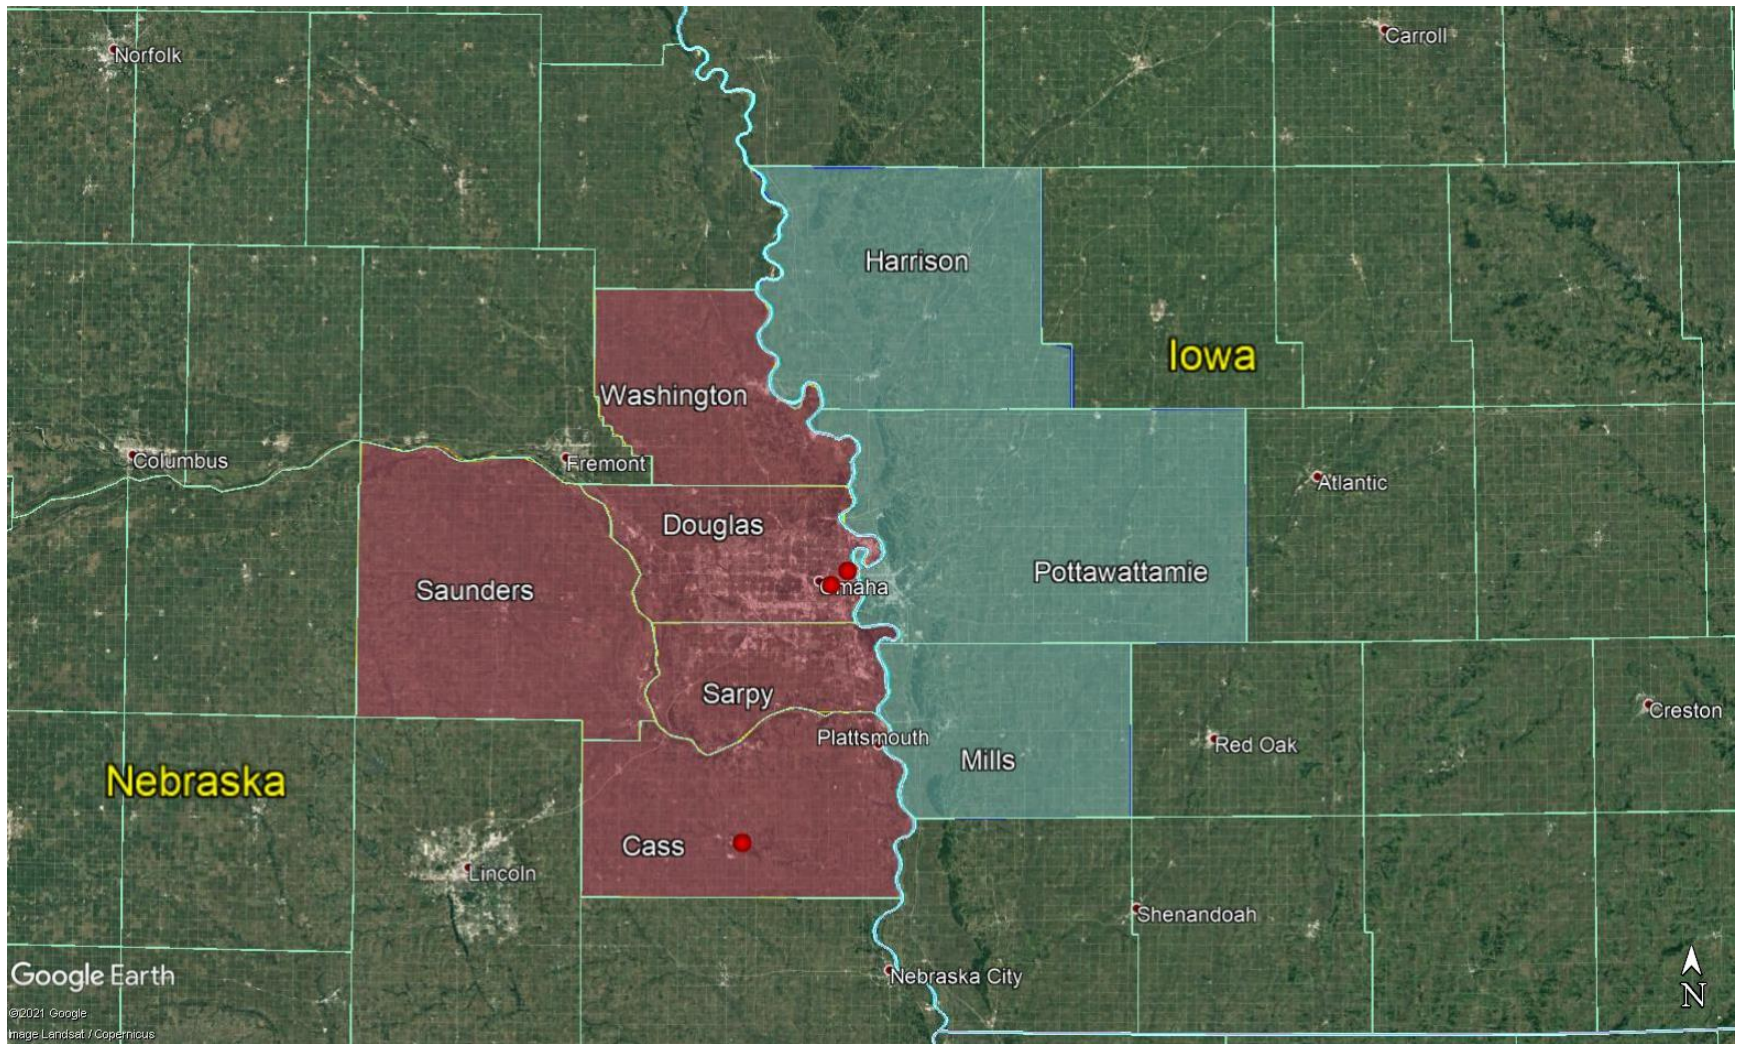 Norfolk
Carroll
Harrison
Iowa
Washington
Columbus
Fremont
Atlantic
Douglas
Pottawattamie
Saunders
Omaha
Sarpy
Creston
Plattsmouth
Red Oak
Mills
Nebraska
Cass
Lincoln
Shenandoah
Nebraska City
Google Earth
N
©2021 Google
Image Landsat / Copernicus